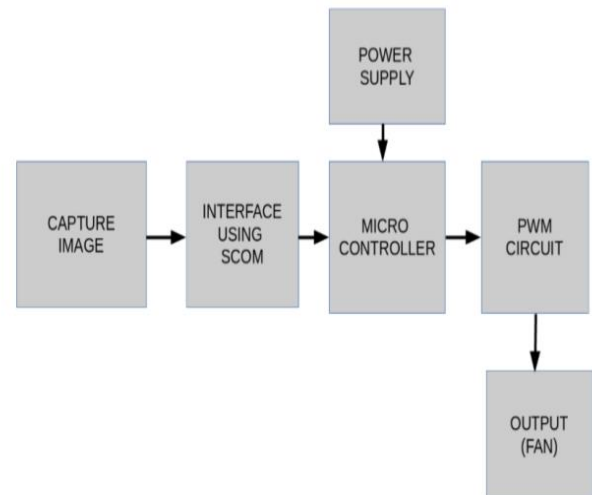 POWER
SUPPLY
CAPTURE
IMAGE
INTERFACE
USING
SCOM
MICRO
CONTROLLER
PWM
CIRCUIT
OUTPUT
(FAN)